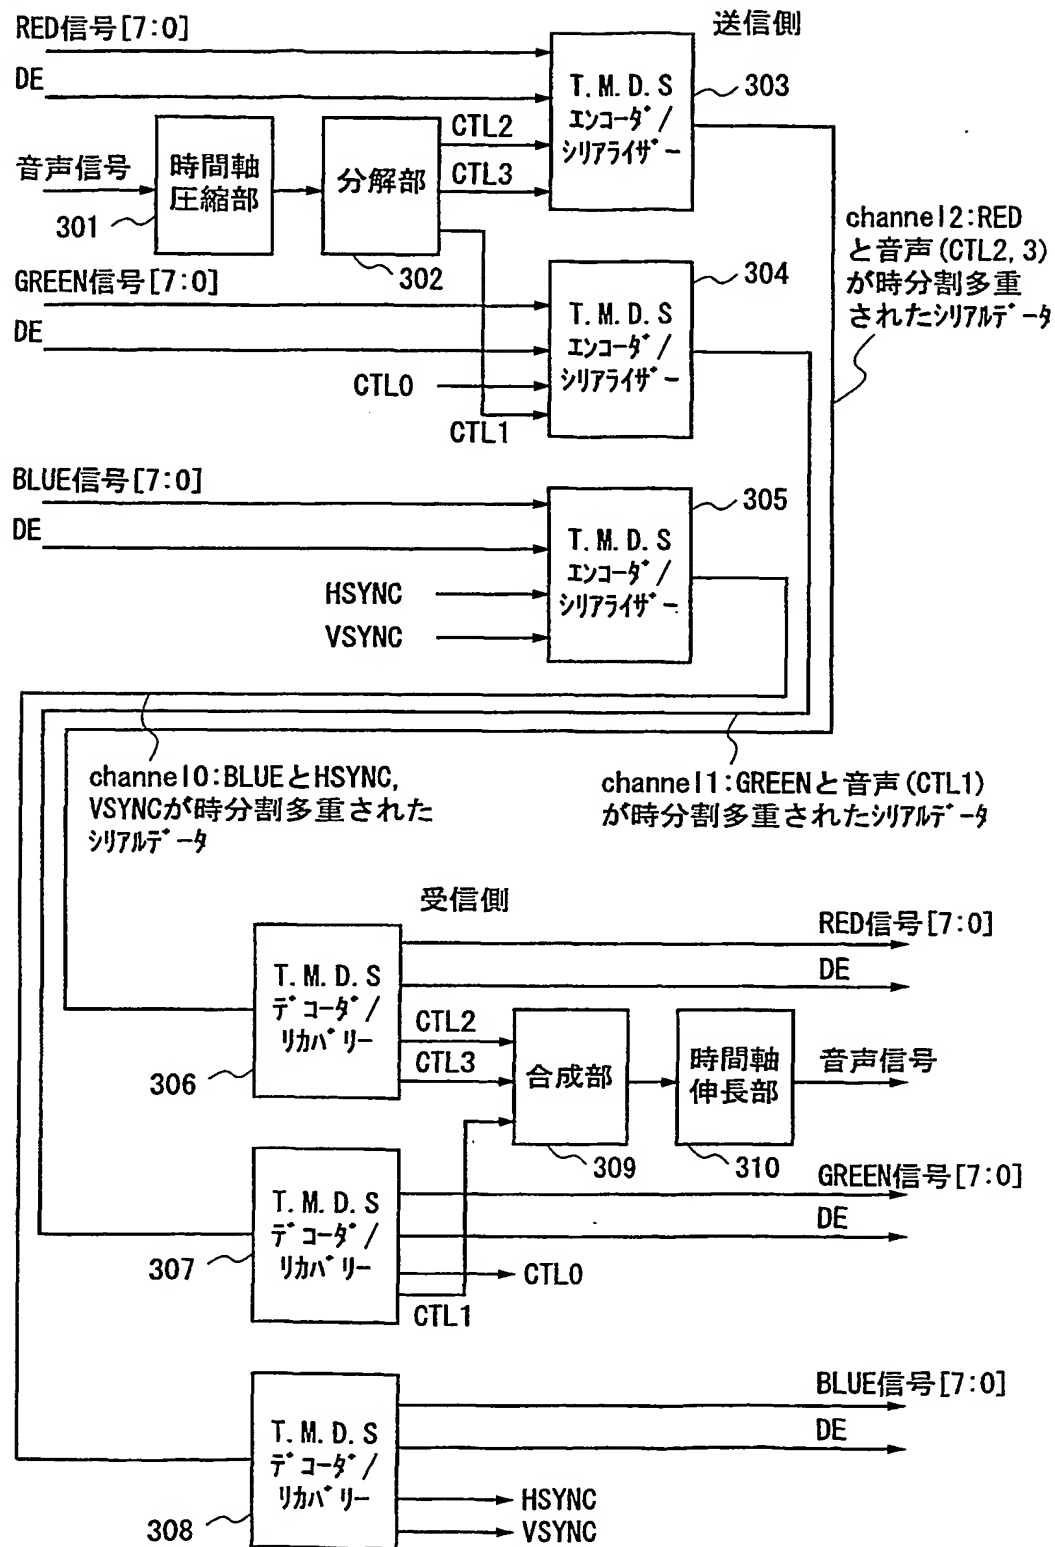 送信側
RED信号[7:0]
DE
音声信号
301
時間軸
圧縮部
分解部
302
CTL2
CTL3
T.M.D.S
エンコーダ/
シリアライザー
303
channel2:RED
と音声(CTL2,3)
が時分割多重
されたシリアルデータ
GREEN信号[7:0]
DE
CTL0
CTL1
T.M.D.S
エンコーダ/
シリアライザー
304
BLUE信号[7:0]
DE
HSYNC
VSYNC
T.M.D.S
エンコーダ/
シリアライザー
305
channel0:BLUEとHSYNC,
VSYNCが時分割多重された
シリアルデータ
channel1:GREENと音声(CTL1)
が時分割多重されたシリアルデータ
受信側
T.M.D.S
デコーダ/
リカバリー
306
RED信号[7:0]
DE
CTL2
CTL3
合成部
309
時間軸
伸長部
310
音声信号
T.M.D.S
デコーダ/
リカバリー
307
GREEN信号[7:0]
DE
CTL0
CTL1
T.M.D.S
デコーダ/
リカバリー
308
BLUE信号[7:0]
DE
HSYNC
VSYNC